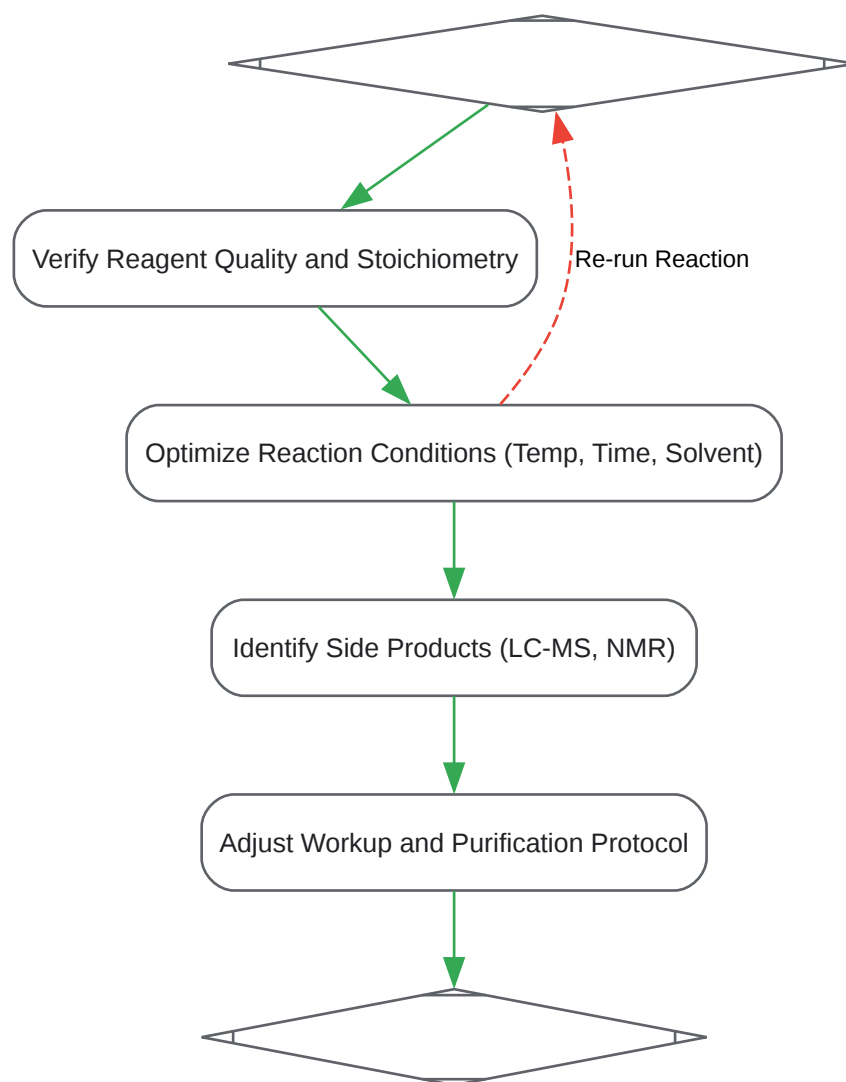 Verify Reagent Quality and Stoichiometry
Re-run Reaction
Optimize Reaction Conditions (Temp, Time, Solvent)
Identify Side Products (LC-MS, NMR)
Adjust Workup and Purification Protocol